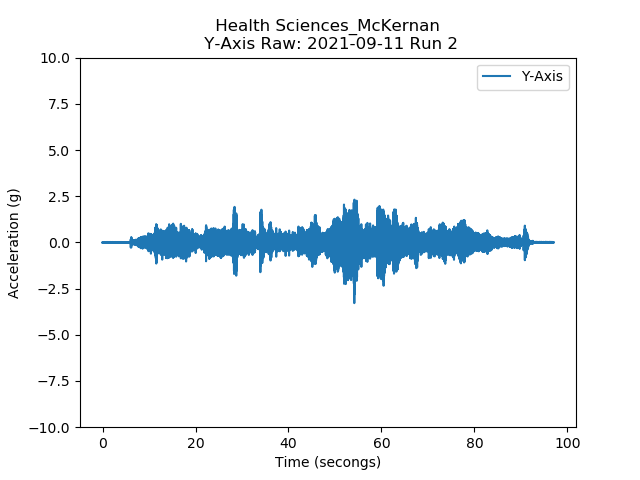 Health Sciences_McKernan
Y-Axis Raw: 2021-09-11 Run 2
Y-Axis
10.0
7.5
5.0
2.5
0.0
−2.5
−5.0
−7.5
−10.0
Acceleration (g)
0 20 40 60 80 100
Time (secongs)